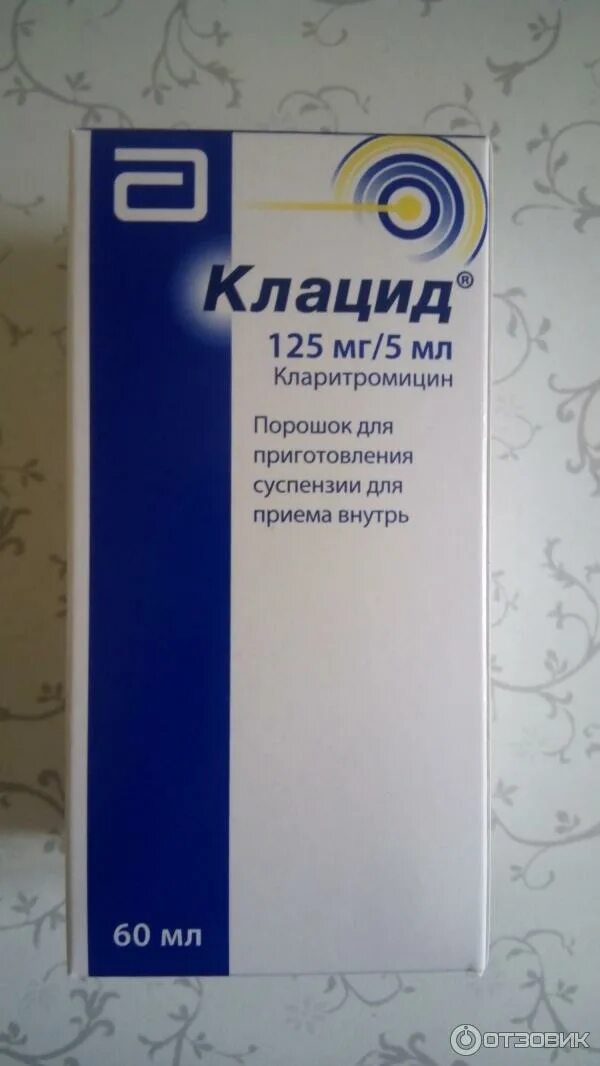 Клацид®
125 мг/5 мл
Кларитромицин
Порошок для
приготовления
суспензии для
приема внутрь
60 мл
ОТЗОВИК